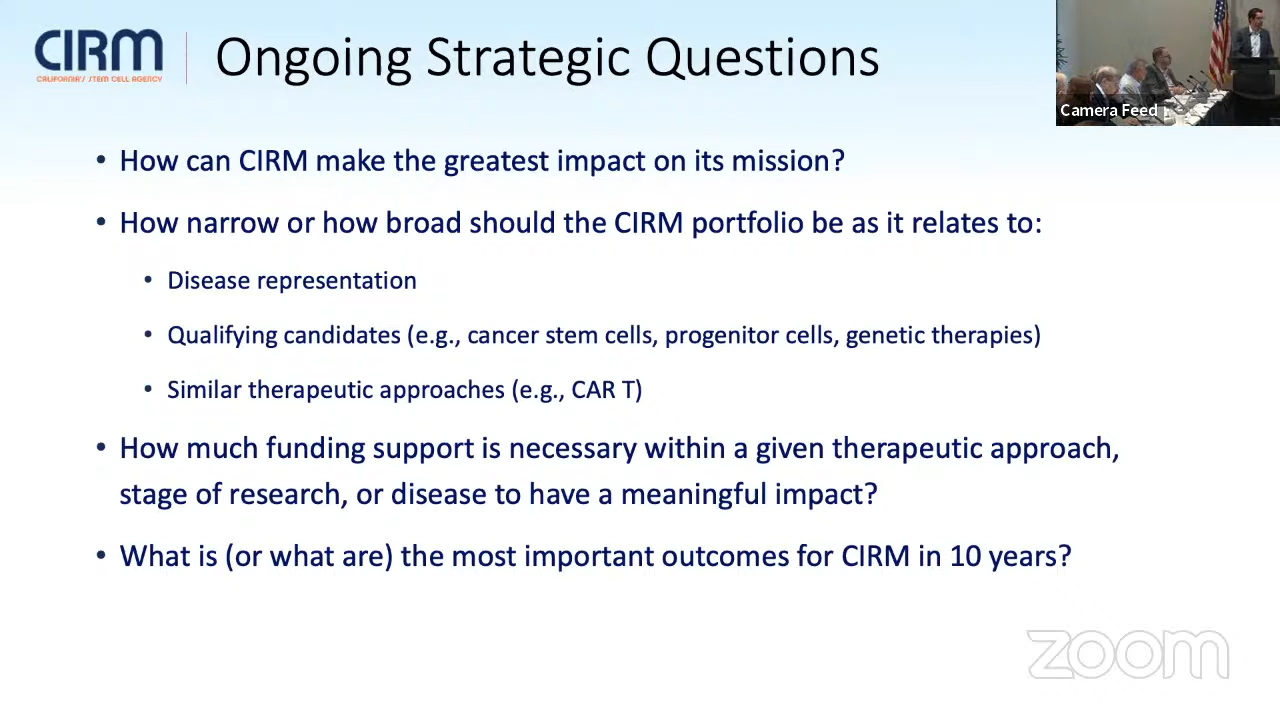 CIRM
CALIFORNIA'S STEM CELL AGENCY
Ongoing Strategic Questions
Camera Feed
• How can CIRM make the greatest impact on its mission?
• How narrow or how broad should the CIRM portfolio be as it relates to:
• Disease representation
• Qualifying candidates (e.g., cancer stem cells, progenitor cells, genetic therapies)
• Similar therapeutic approaches (e.g., CAR T)
• How much funding support is necessary within a given therapeutic approach,
stage of research, or disease to have a meaningful impact?
• What is (or what are) the most important outcomes for CIRM in 10 years?
zoom